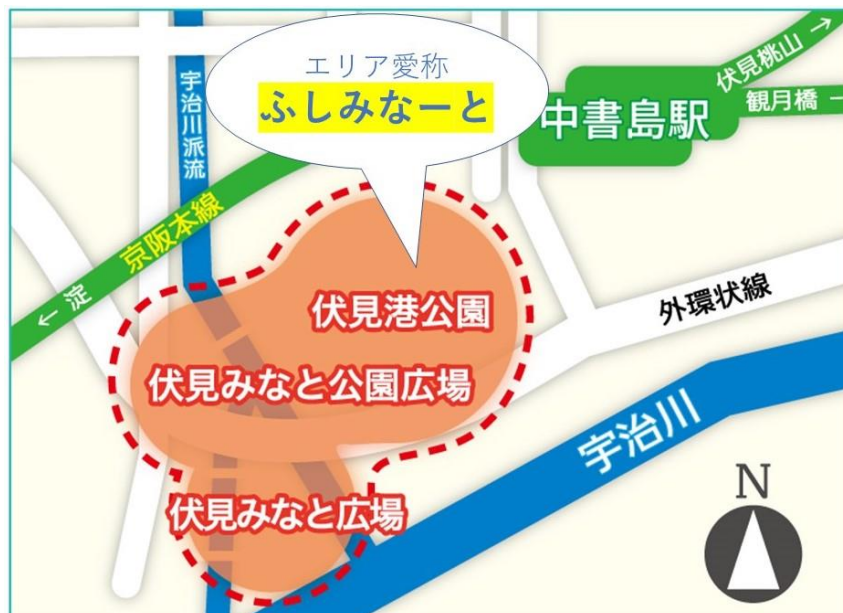 エリア愛称
ふしみなーと
宇治川派流
伏見桃山 →
観月橋 →
中書島駅
京阪本線
← 淀
伏見港公園
外環状線
伏見みなと公園広場
宇治川
伏見みなと広場
N